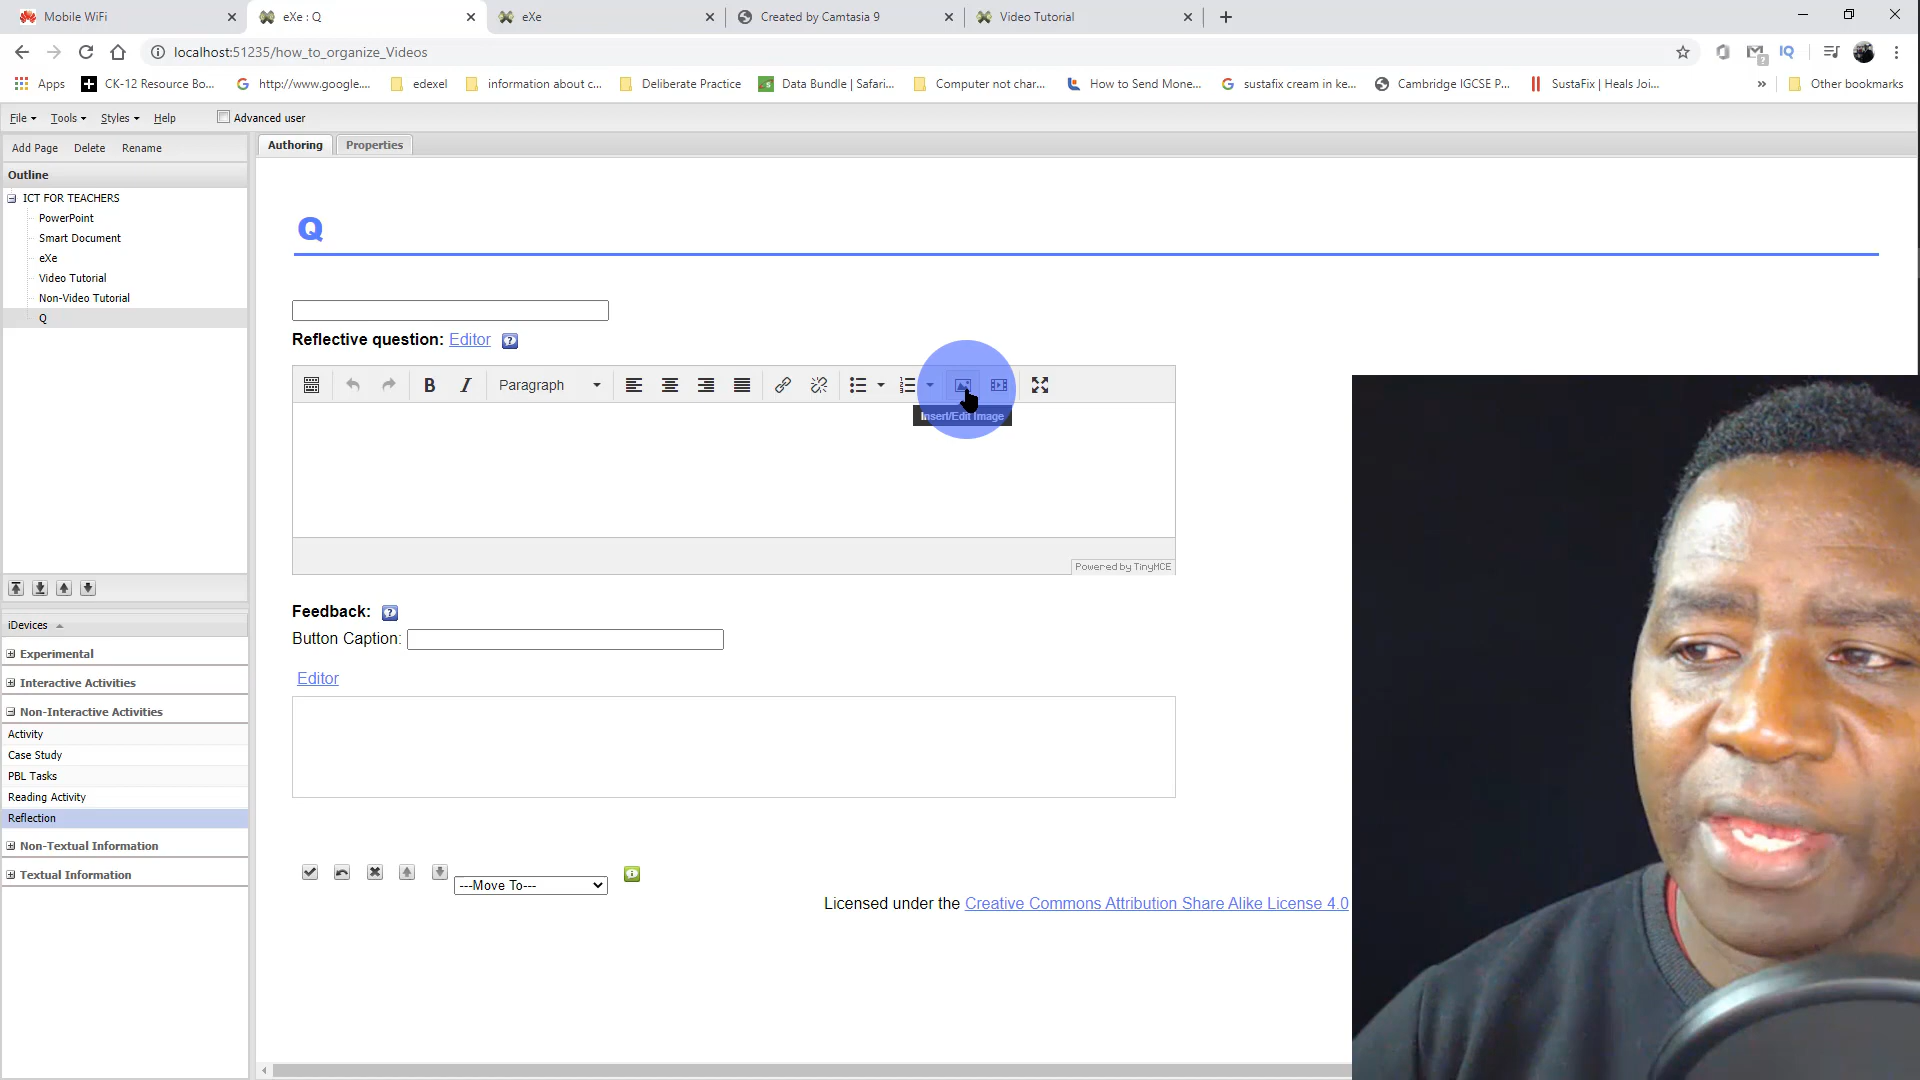 Mobile WiFi
eXe : Q
eXe
Created by Camtasia 9
Video Tutorial
localhost:51235/how_to_organize_Videos
Apps
CK-12 Resource Bo...
http://www.google....
edexel
information about c...
Deliberate Practice
Data Bundle | Safari...
Computer not char...
How to Send Mone...
sustafix cream in ke...
Cambridge IGCSE P...
SustaFix | Heals Joi...
»
Other bookmarks
File
Tools
Styles
Help
Advanced user
Add Page
Delete
Rename
Authoring
Properties
Outline
ICT FOR TEACHERS
PowerPoint
Smart Document
eXe
Video Tutorial
Non-Video Tutorial
Q
Q
Reflective question: Editor
Paragraph
Insert/Edit Image
Powered by TinyMCE
Feedback:
Button Caption:
Editor
iDevices
Experimental
Interactive Activities
Non-Interactive Activities
Activity
Case Study
PBL Tasks
Reading Activity
Reflection
Non-Textual Information
Textual Information
---Move To---
Licensed under the Creative Commons Attribution Share Alike License 4.0